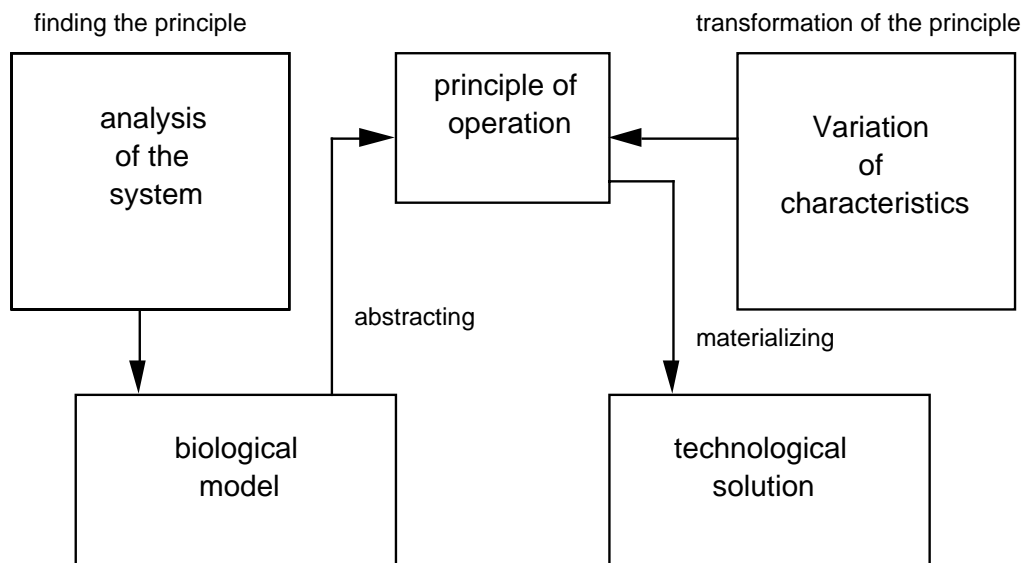 finding the principle
transformation of the principle
analysis
of the
system
principle of
operation
Variation
of
characteristics
abstracting
materializing
biological
model
technological
solution